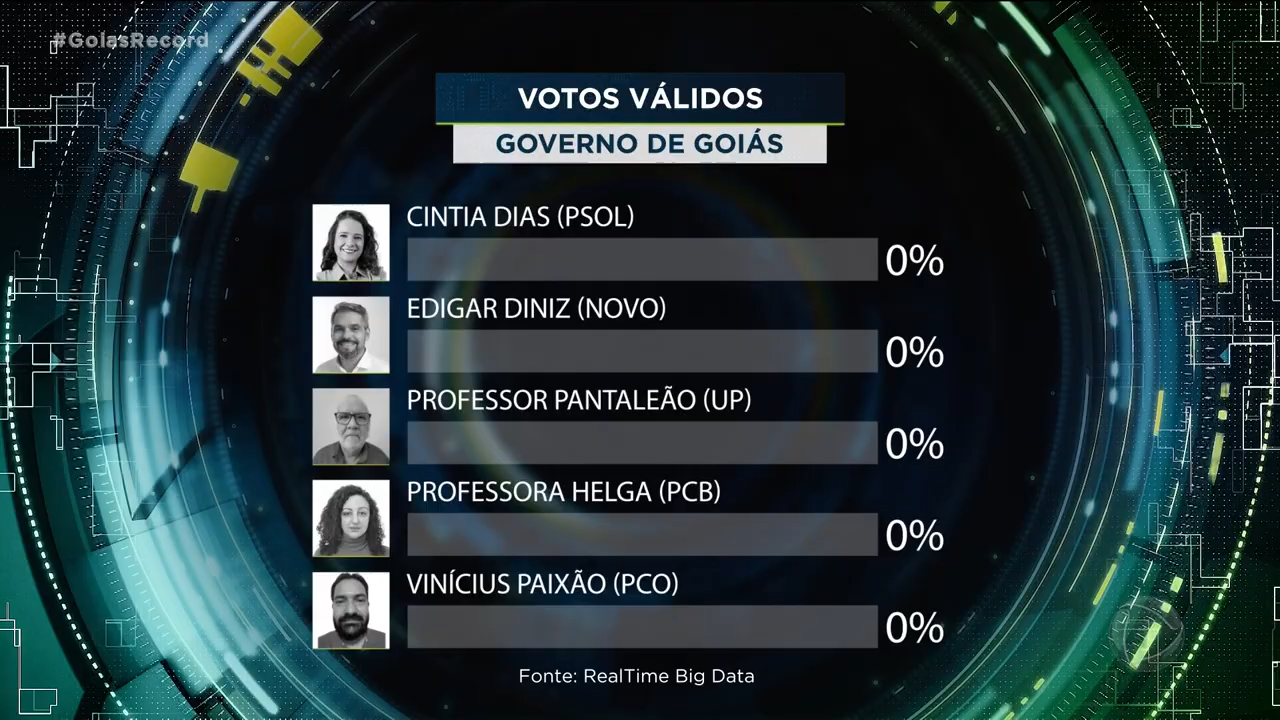 #GoiasRecord
VOTOS VÁLIDOS
GOVERNO DE GOIÁS
CINTIA DIAS (PSOL)
0%
EDIGAR DINIZ (NOVO)
0%
PROFESSOR PANTALEÃO (UP)
0%
PROFESSORA HELGA (PCB)
0%
VINÍCIUS PAIXÃO (PCO)
0%
Fonte: RealTime Big Data